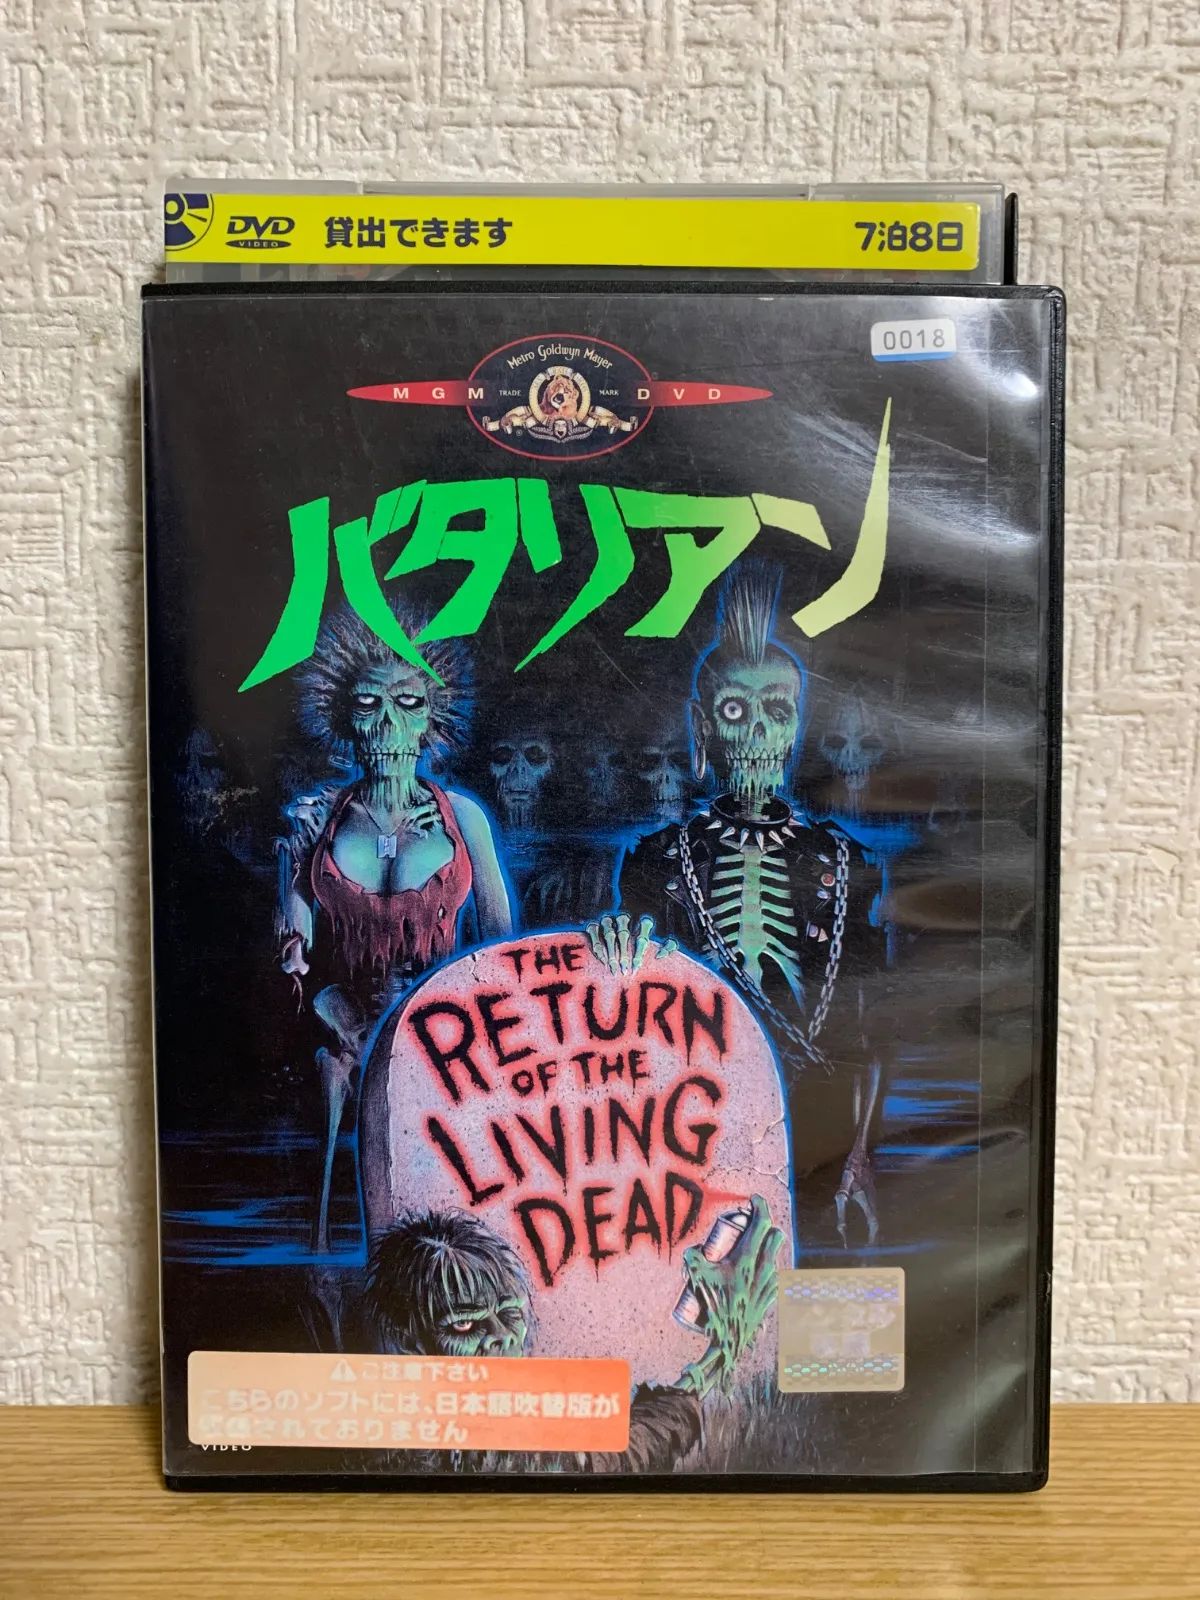 DVD
VIDEO
貸出できます
7泊8日
0018
Metro Goldwyn Mayer
MGM TRADE MARK DVD
バタリアン
THE
RETURN
OF THE
LIVING
DEAD
ご注意下さい
こちらのソフトには、日本語吹替版が
収録されておりません
VIDEO